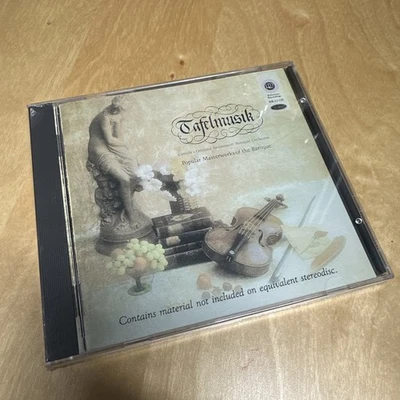 Tafelmusik
Popular Masterworks of the Baroque
Contains material not included on equivalent stereodisc.